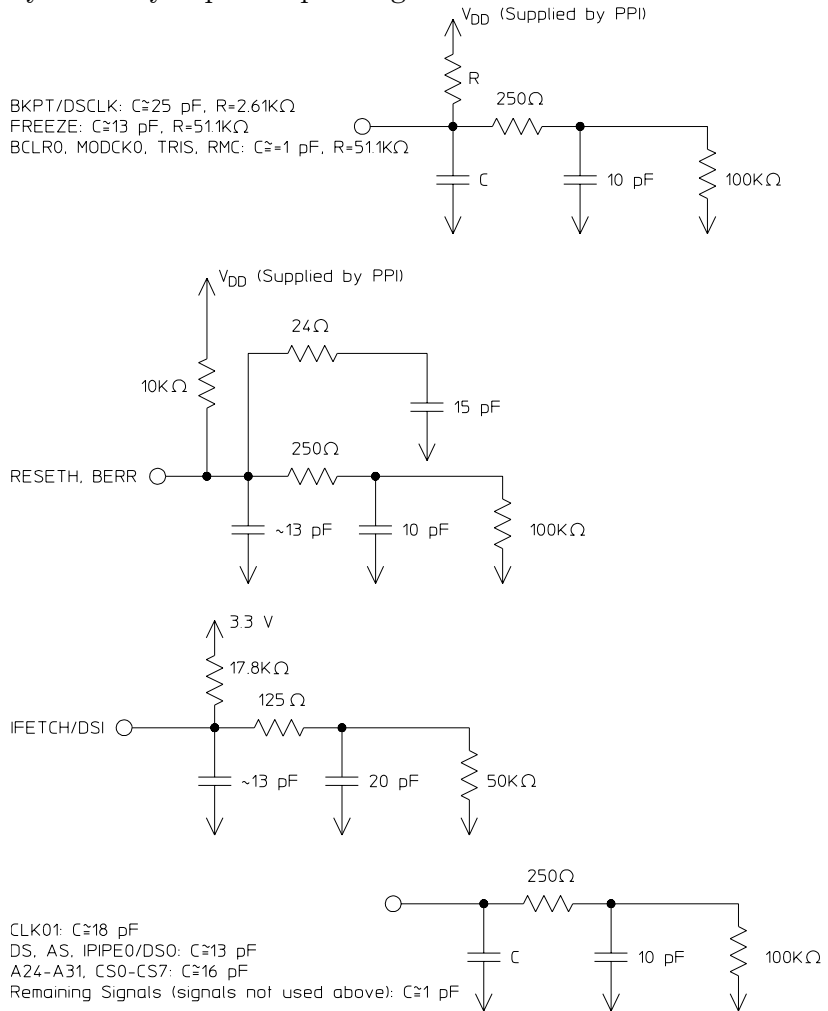 V_DD (Supplied by PPI)
R
250Ω
BKPT/DSCLK: C≅25 pF, R=2.61KΩ
FREEZE: C≅13 pF, R=51.1KΩ
BCLR0, MODCK0, TRIS, RMC: C≅=1 pF, R=51.1KΩ
C
10 pF
100KΩ
V_DD (Supplied by PPI)
24Ω
10KΩ
15 pF
250Ω
RESETH, BERR
~13 pF
10 pF
100KΩ
3.3 V
17.8KΩ
125Ω
IFETCH/DSI
~13 pF
20 pF
50KΩ
250Ω
CLK01: C≅18 pF
DS, AS, IPIPE0/DSO: C≅13 pF
A24-A31, CS0-CS7: C≅16 pF
Remaining Signals (signals not used above): C≅1 pF
C
10 pF
100KΩ